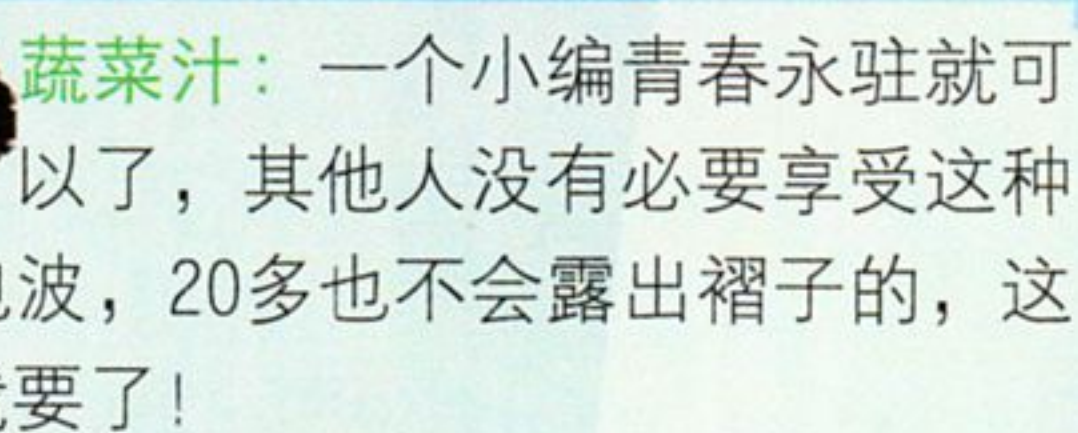 蔬菜汁：一个小编青春永驻就可
以了，其他人没有必要享受这种
波，20多也不会露出褶子的，这
要了！